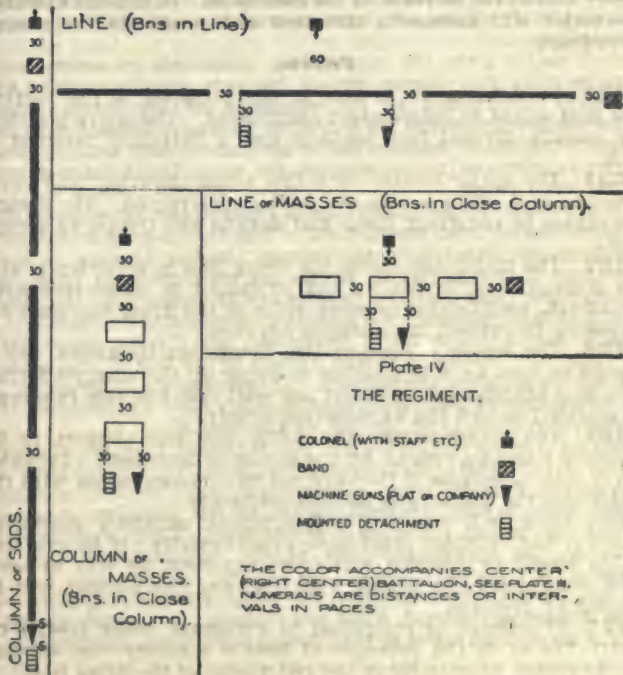 LINE (Bns in Line.)
30
30
60
30
30
30
30
30
LINE OF MASSES (Bns. in Close Column).
30
30
30
30
30
30
Plate IV
THE REGIMENT.
COLONEL (WITH STAFF ETC)
BAND
MACHINE GUNS (PLAT OR COMPANY)
MOUNTED DETACHMENT
THE COLOR ACCOMPANIES CENTER
(RIGHT CENTER) BATTALION, SEE PLATE III.
NUMERALS ARE DISTANCES OR INTER-
VALS IN PACES
30
30
30
30
30
30
COLUMN OF
MASSES.
(Bns. in Close
Column).
30
30
COLUMN OF SQDS.
5